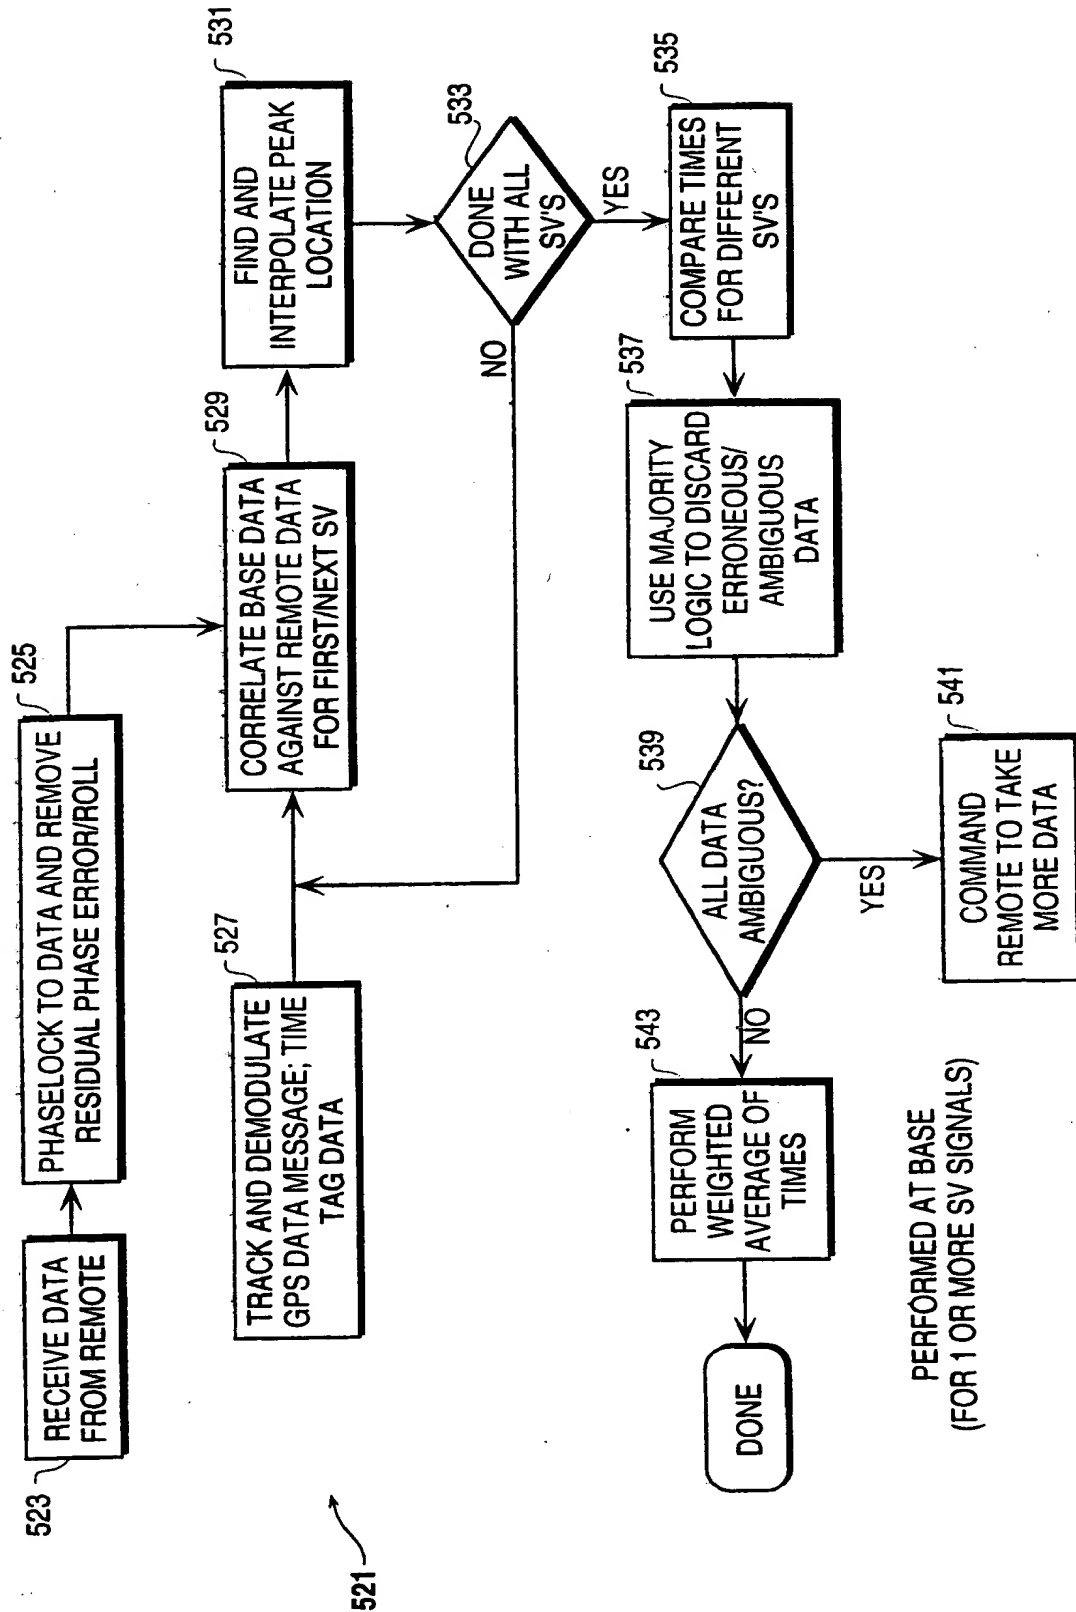 523
RECEIVE DATA
FROM REMOTE
525
PHASELOCK TO DATA AND REMOVE
RESIDUAL PHASE ERROR/ROLL
527
TRACK AND DEMODULATE
GPS DATA MESSAGE; TIME
TAG DATA
529
CORRELATE BASE DATA
AGAINST REMOTE DATA
FOR FIRST/NEXT SV
531
FIND AND
INTERPOLATE PEAK
LOCATION
533
DONE
WITH ALL
SV'S
NO
YES
535
COMPARE TIMES
FOR DIFFERENT
SV'S
537
USE MAJORITY
LOGIC TO DISCARD
ERRONEOUS/
AMBIGUOUS
DATA
539
ALL DATA
AMBIGUOUS?
YES
NO
541
COMMAND
REMOTE TO TAKE
MORE DATA
543
PERFORM
WEIGHTED
AVERAGE OF
TIMES
DONE
521
PERFORMED AT BASE
(FOR 1 OR MORE SV SIGNALS)